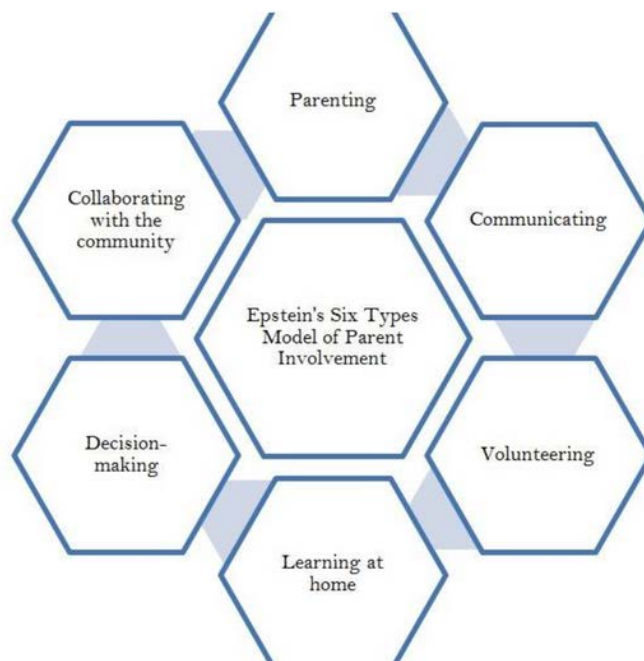 Parenting
Communicating
Collaborating
with the
community
Epstein's Six Types
Model of Parent
Involvement
Volunteering
Decision-
making
Learning at
home